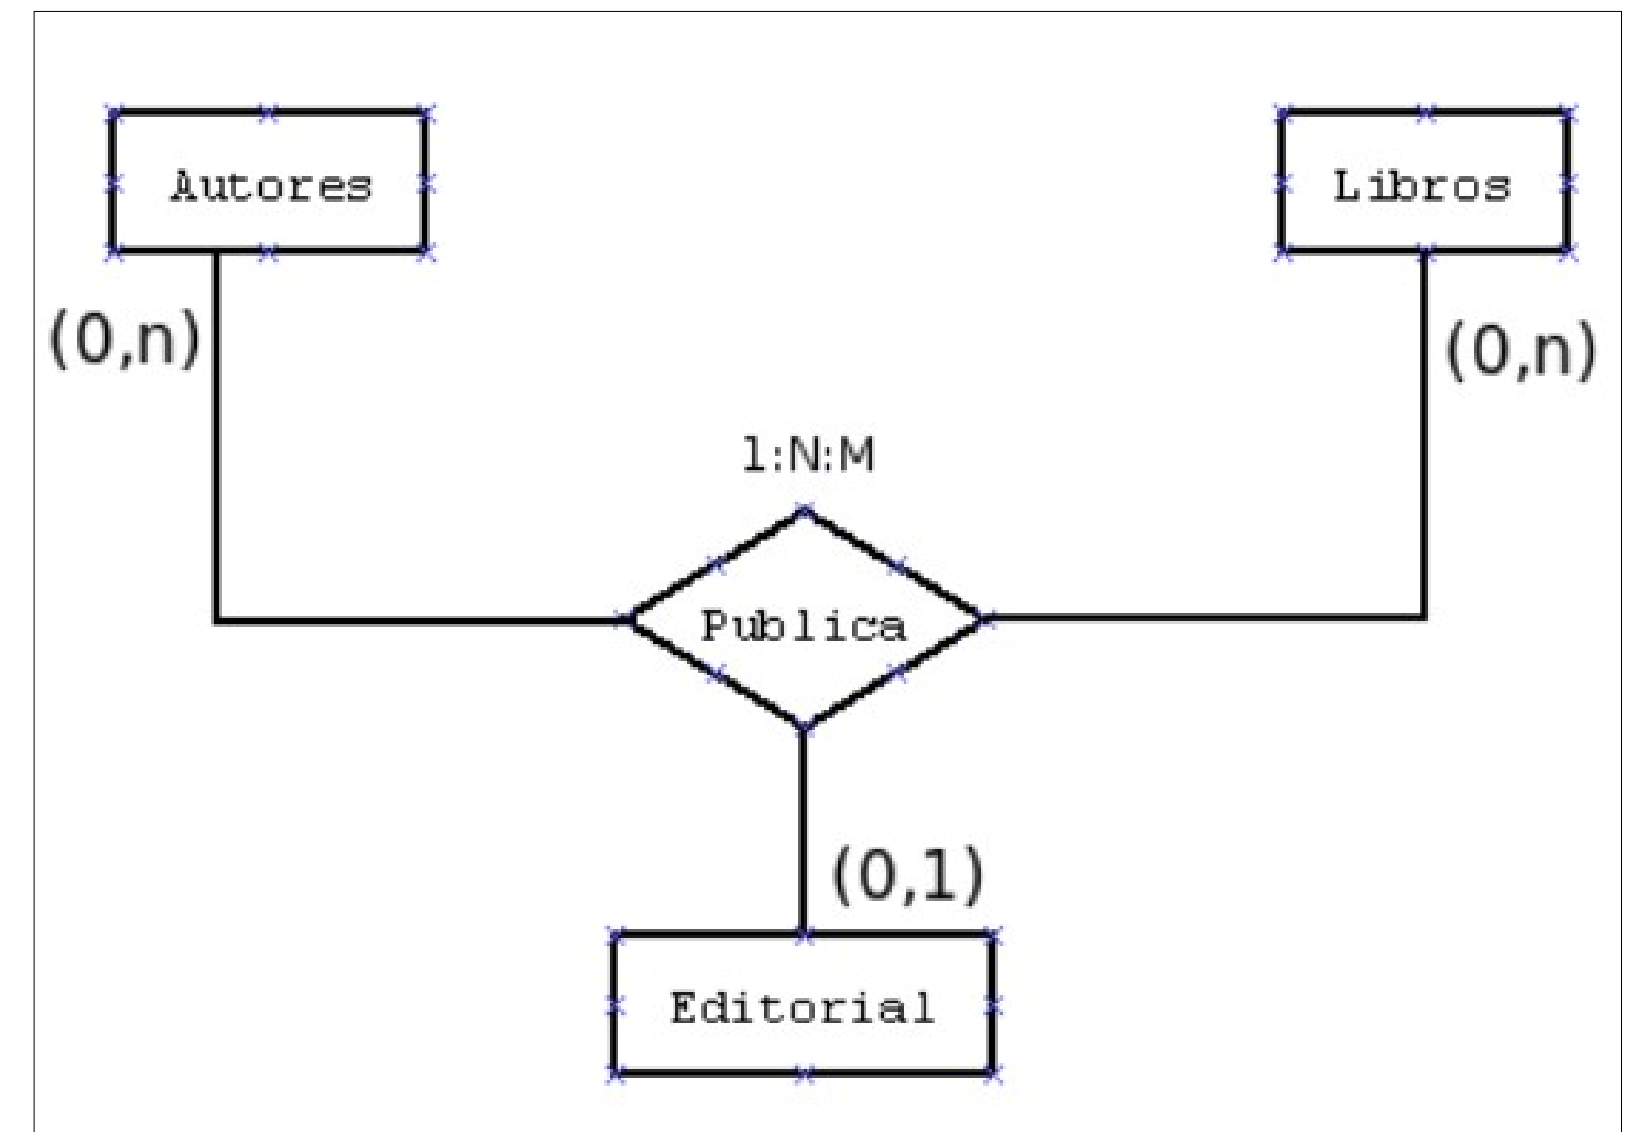 Autores
Libros
(0,n)
(0,n)
1:N:M
Publica
(0,1)
Editorial